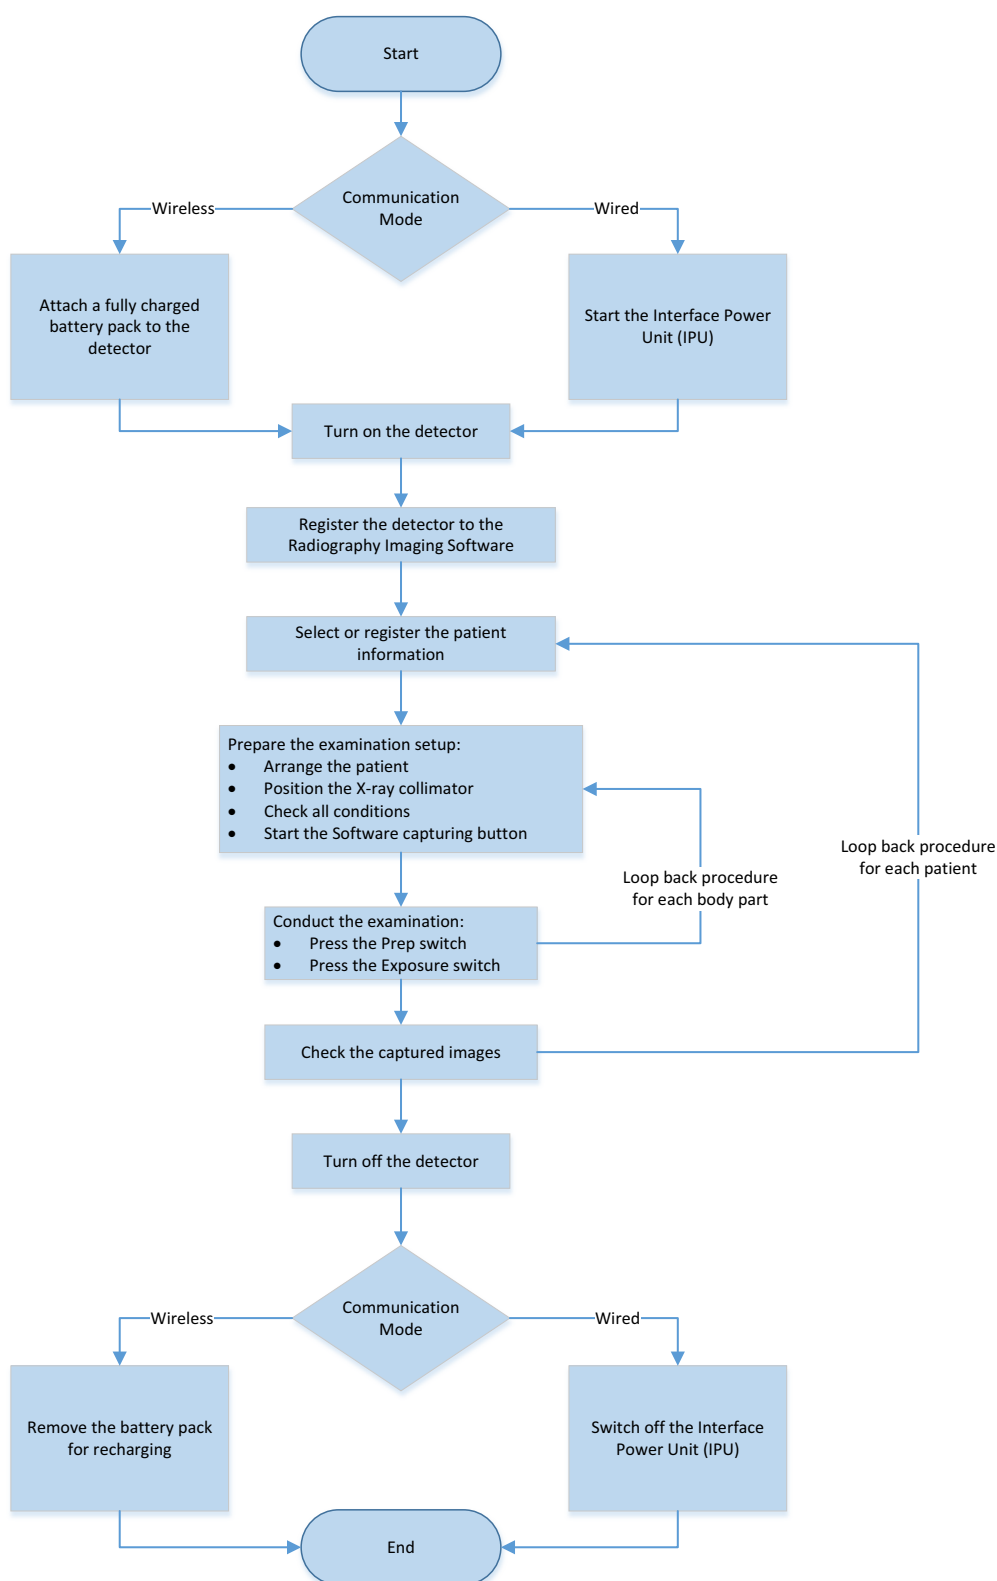 Start
Communication
Mode
Wireless
Wired
Attach a fully charged
battery pack to the
detector
Start the Interface Power
Unit (IPU)
Turn on the detector
Register the detector to the
Radiography Imaging Software
Select or register the patient
information
Prepare the examination setup:
• Arrange the patient
• Position the X-ray collimator
• Check all conditions
• Start the Software capturing button
Loop back procedure
for each patient
Loop back procedure
for each body part
Conduct the examination:
• Press the Prep switch
• Press the Exposure switch
Check the captured images
Turn off the detector
Communication
Mode
Wireless
Wired
Remove the battery pack
for recharging
Switch off the Interface
Power Unit (IPU)
End